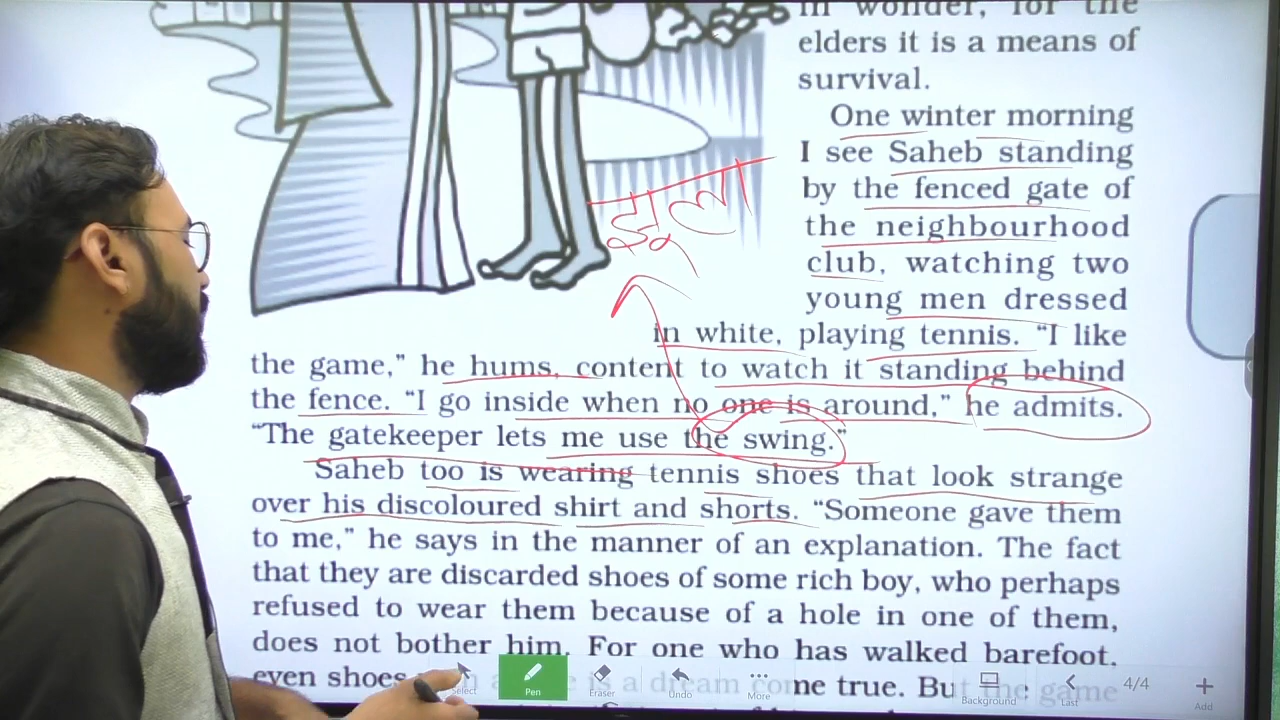 in wonder, for the
elders it is a means of
survival.
One winter morning
I see Saheb standing
by the fenced gate of
the neighbourhood
club, watching two
young men dressed
in white, playing tennis. “I like
the game,” he hums, content to watch it standing behind
the fence. “I go inside when no one is around,” he admits.
“The gatekeeper lets me use the swing.”
Saheb too is wearing tennis shoes that look strange
over his discoloured shirt and shorts. “Someone gave them
to me,” he says in the manner of an explanation. The fact
that they are discarded shoes of some rich boy, who perhaps
refused to wear them because of a hole in one of them,
does not bother him. For one who has walked barefoot,
even shoes is a dream come true. But the game
झूला
Select
Pen
Eraser
Undo
More
Background
Last
4/4
Add